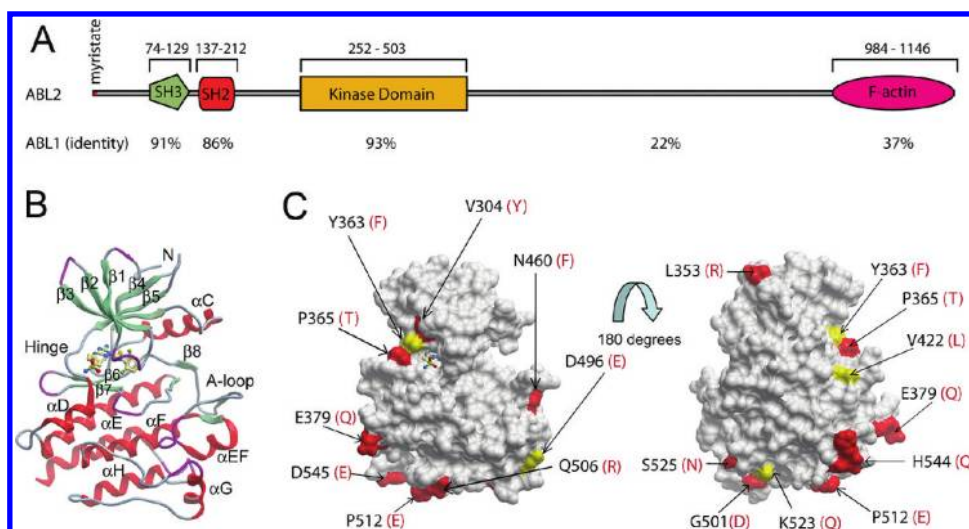 A
myristate
74-129 137-212 252 - 503 984 - 1146
ABL2 SH3 SH2 Kinase Domain F-actin
ABL1 (identity) 91% 86% 93% 22% 37%
B
N
β3 β2 β1 β4 β5
αC
Hinge
β6
β7
β8
A-loop
αD
αE
αF
αEF
αH
αG
C
V304 (Y)
Y363 (F)
N460 (F)
P365 (T)
D496 (E)
E379 (Q)
D545 (E)
Q506 (R)
P512 (E)
180 degrees
L353 (R)
Y363 (F)
P365 (T)
V422 (L)
E379 (Q)
S525 (N)
H544 (Q
G501 (D)
K523 (Q)
P512 (E)